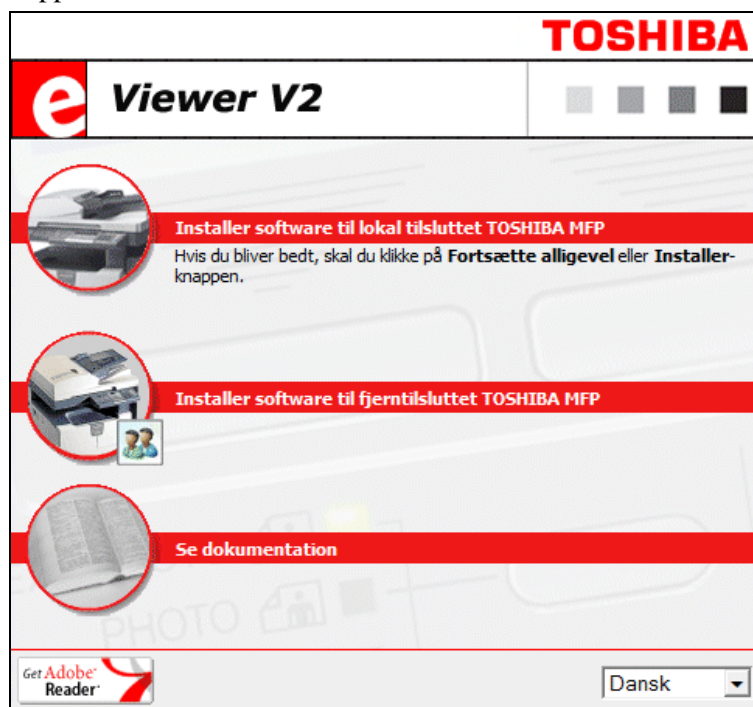 TOSHIBA
e Viewer V2
Installer software til lokal tilsluttet TOSHIBA MFP
Hvis du bliver bedt, skal du klikke på Fortsætte alligevel eller Installer-
knappen.
Installer software til fjerntilsluttet TOSHIBA MFP
Se dokumentation
PHOTO
Get Adobe
Reader
Dansk